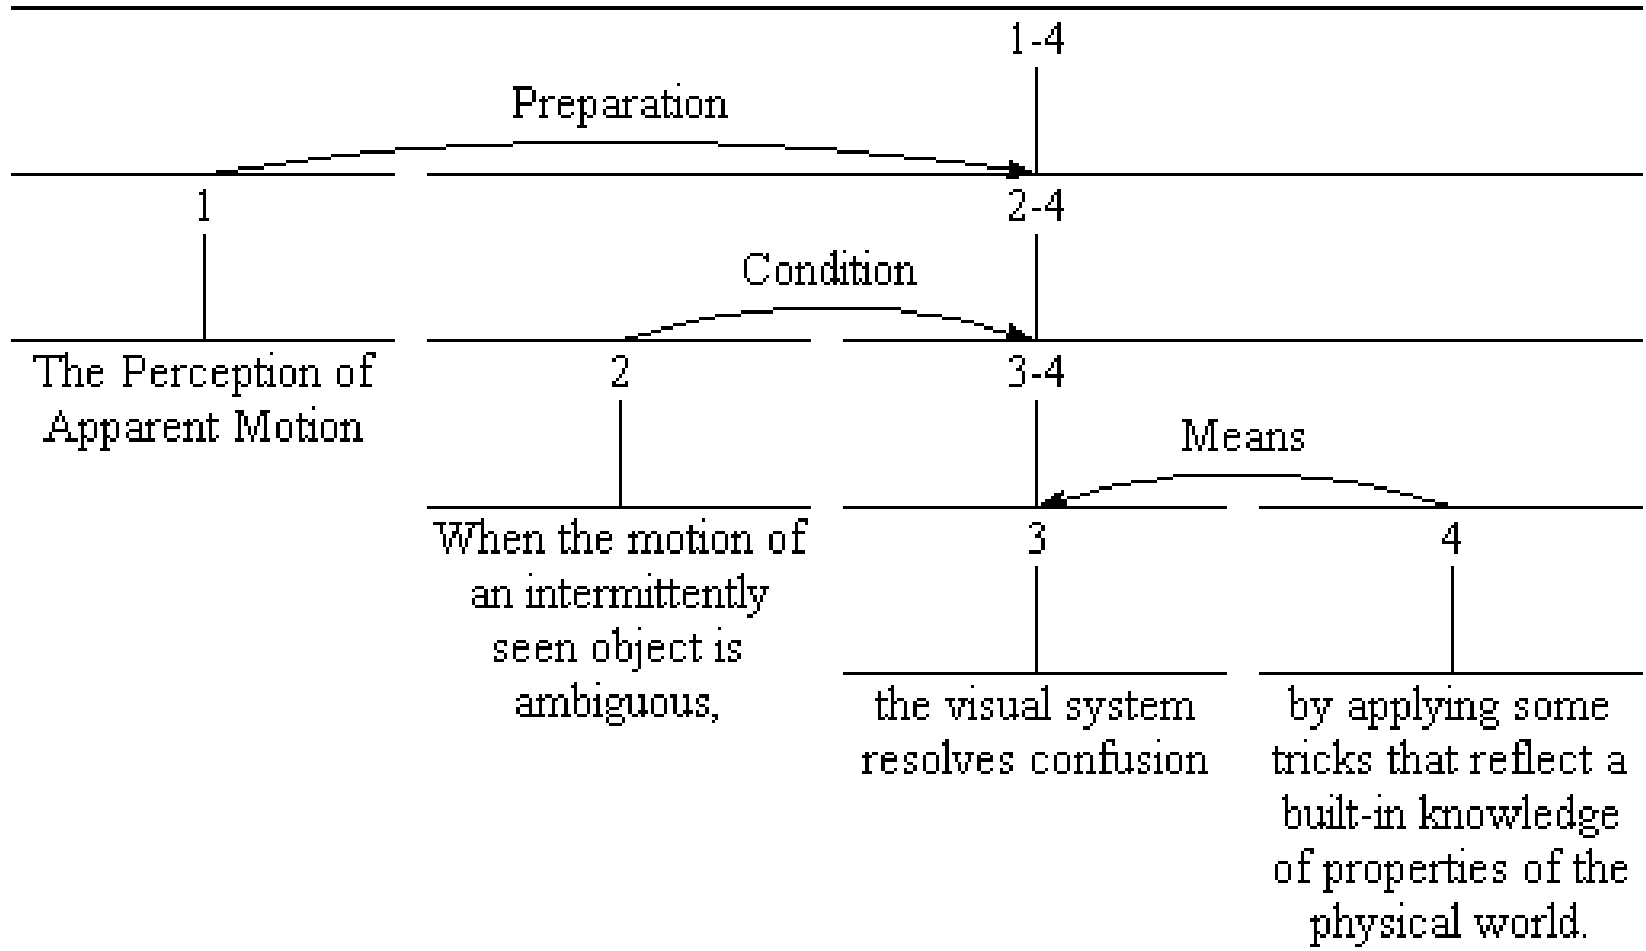 1-4
Preparation
1
2-4
Condition
The Perception of
Apparent Motion
2
3-4
Means
When the motion of
an intermittently
seen object is
ambiguous,
3
4
the visual system
resolves confusion
by applying some
tricks that reflect a
built-in knowledge
of properties of the
physical world.